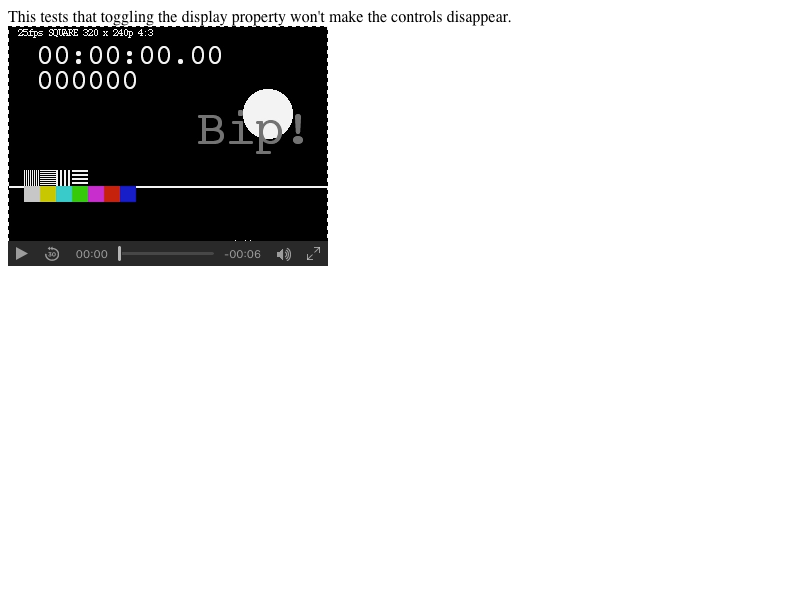 This tests that toggling the display property won't make the controls disappear.
25fps SQUARE 320 x 240p 4:3
00:00:00.00
000000
Bip!
30
00:00
-00:06